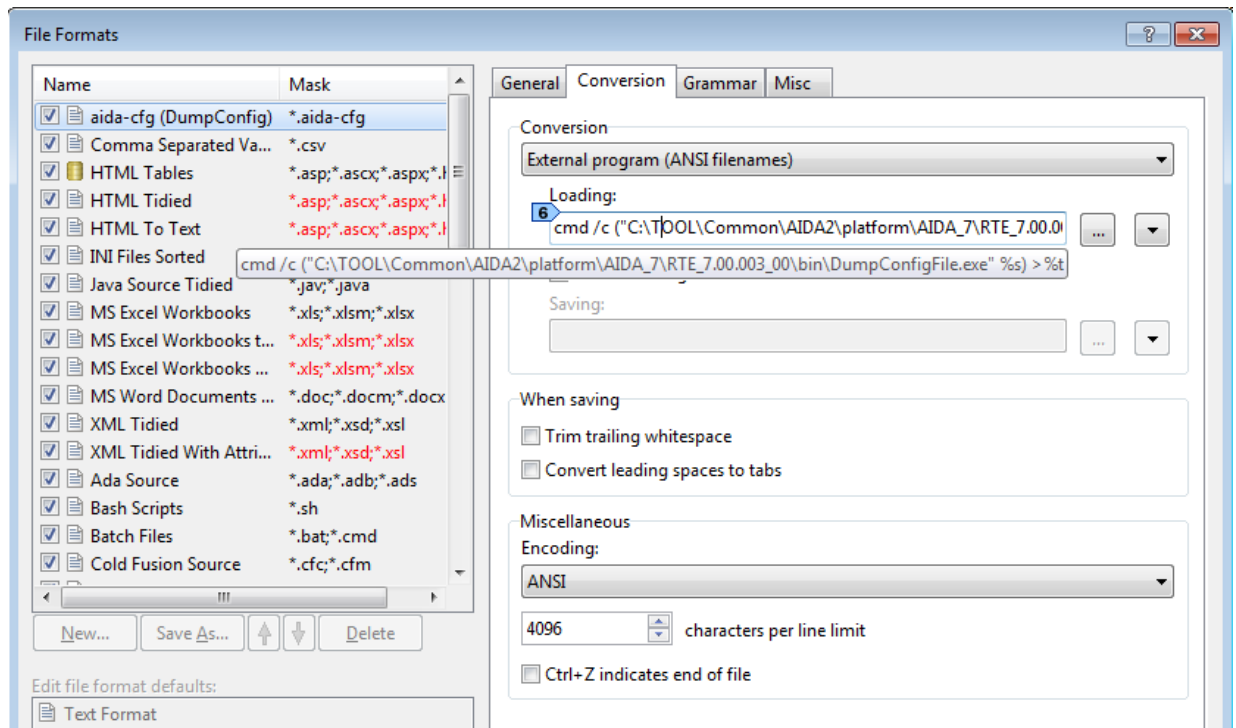 File Formats
Name Mask
aida-cfg (DumpConfig) *.aida-cfg
Comma Separated Va... *.csv
HTML Tables *.asp;*.ascx;*.aspx;*.
HTML Tidied *.asp;*.ascx;*.aspx;*.
HTML To Text *.asp;*.ascx;*.aspx;*.
INI Files Sorted
Java Source Tidied *.jav;*.java
MS Excel Workbooks *.xls;*.xlsm;*.xlsx
MS Excel Workbooks t... *.xls;*.xlsm;*.xlsx
MS Excel Workbooks ... *.xls;*.xlsm;*.xlsx
MS Word Documents ... *.doc;*.docm;*.docx
XML Tidied *.xml;*.xsd;*.xsl
XML Tidied With Attri... *.xml;*.xsd;*.xsl
Ada Source *.ada;*.adb;*.ads
Bash Scripts *.sh
Batch Files *.bat;*.cmd
Cold Fusion Source *.cfc;*.cfm
New... Save As... Delete
Edit file format defaults:
Text Format
General Conversion Grammar Misc
Conversion
External program (ANSI filenames)
Loading:
6
cmd /c ("C:\TOOL\Common\AIDA2\platform\AIDA_7\RTE_7.00.0
...
cmd /c ("C:\TOOL\Common\AIDA2\platform\AIDA_7\RTE_7.00.003_00\bin\DumpConfigFile.exe" %s) >%t
Saving:
...
When saving
Trim trailing whitespace
Convert leading spaces to tabs
Miscellaneous
Encoding:
ANSI
4096 characters per line limit
Ctrl+Z indicates end of file